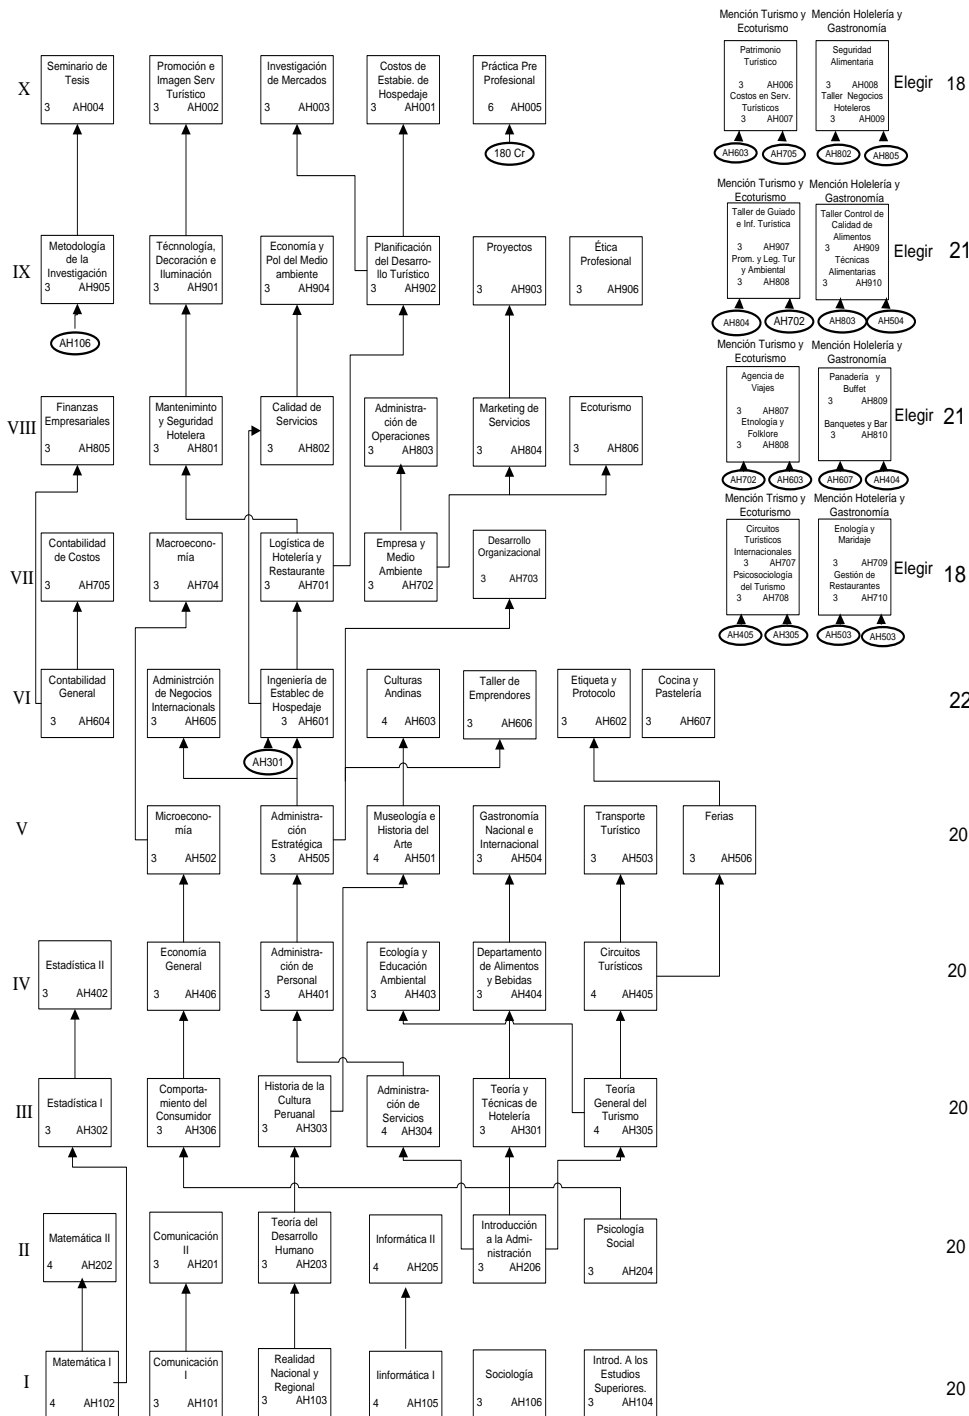 Mención Turismo y
Ecoturismo
Mención Holelería y
Gastronomía
X
Seminario de
Tesis
3 AH004
Promoción e
Imagen Serv
Turístico
3 AH002
Investigación
de Mercados
3 AH003
Costos de
Estabie. de
Hospedaje
3 AH001
Práctica Pre
Profesional
6 AH005
180 Cr
Patrimonio
Turístico
3 AH006
Costos en Serv.
Turísticos
3 AH007
Seguridad
Alimentaria
3 AH008
Taller Negocios
Hoteleros
3 AH009
Elegir 18
AH603
AH705
AH802
AH805
Mención Turismo y
Ecoturismo
Mención Holelería y
Gastronomía
IX
Metodología
de la
Investigación
3 AH905
AH106
Técnnología,
Decoración e
Iluminación
3 AH901
Economía y
Pol del Medio
ambiente
3 AH904
Planificación
del Desarro-
llo Turístico
3 AH902
Proyectos
3 AH903
Ética
Profesional
3 AH906
Taller de Guiado
e Inf. Turística
3 AH907
Prom. y Leg. Tur
y Ambiental
3 AH808
Taller Control de
Calidad de
Alimentos
3 AH909
Técnicas
Alimentarias
3 AH910
Elegir 21
AH804
AH702
AH803
AH504
Mención Turismo y
Ecoturismo
Mención Holelería y
Gastronomía
VIII
Finanzas
Empresariales
3 AH805
Manteniminto
y Seguridad
Hotelera
3 AH801
Calidad de
Servicios
3 AH802
Administra-
ción de
Operaciones
3 AH803
Marketing de
Servicios
3 AH804
Ecoturismo
3 AH806
Agencia de
Viajes
3 AH807
Etnología y
Folklore
3 AH808
Panadería y
Buffet
3 AH809
Banquetes y Bar
3 AH810
Elegir 21
AH702
AH603
AH607
AH404
Mención Trismo y
Ecoturismo
Mención Hotelería y
Gastronomía
VII
Contabilidad
de Costos
3 AH705
Macroecono-
mía
3 AH704
Logística de
Hotelería y
Restaurante
3 AH701
Empresa y
Medio
Ambiente
3 AH702
Desarrollo
Organizacional
3 AH703
Circuitos
Turísticos
Internacionales
3 AH707
Psicosociología
del Turismo
3 AH708
Enología y
Maridaje
3 AH709
Gestión de
Restaurantes
3 AH710
Elegir 18
AH405
AH305
AH503
AH503
VI
Contabilidad
General
3 AH604
Administrción
de Negocios
Internacionals
3 AH605
Ingeniería de
Establec de
Hospedaje
3 AH601
AH301
Culturas
Andinas
4 AH603
Taller de
Emprendores
3 AH606
Etiqueta y
Protocolo
3 AH602
Cocina y
Pastelería
3 AH607
22
V
Microecono-
mía
3 AH502
Administra-
ción
Estratégica
3 AH505
Museología e
Historia del
Arte
4 AH501
Gastronomía
Nacional e
Internacional
3 AH504
Transporte
Turístico
3 AH503
Ferias
3 AH506
20
IV
Estadística II
3 AH402
Economía
General
3 AH406
Administra-
ción de
Personal
3 AH401
Ecología y
Educación
Ambiental
3 AH403
Departamento
de Alimentos
y Bebidas
3 AH404
Circuitos
Turísticos
4 AH405
20
III
Estadística I
3 AH302
Comporta-
miento del
Consumidor
3 AH306
Historia de la
Cultura
Peruanal
3 AH303
Administra-
ción de
Servicios
4 AH304
Teoría y
Técnicas de
Hotelería
3 AH301
Teoría
General del
Turismo
4 AH305
20
II
Matemática II
4 AH202
Comunicación
II
3 AH201
Teoría del
Desarrollo
Humano
3 AH203
Informática II
4 AH205
Introducción
a la Admi-
nistración
3 AH206
Psicología
Social
3 AH204
20
I
Matemática I
4 AH102
Comunicación
I
3 AH101
Realidad
Nacional y
Regional
3 AH103
Iinformática I
4 AH105
Sociología
3 AH106
Introd. A los
Estudios
Superiores.
3 AH104
20